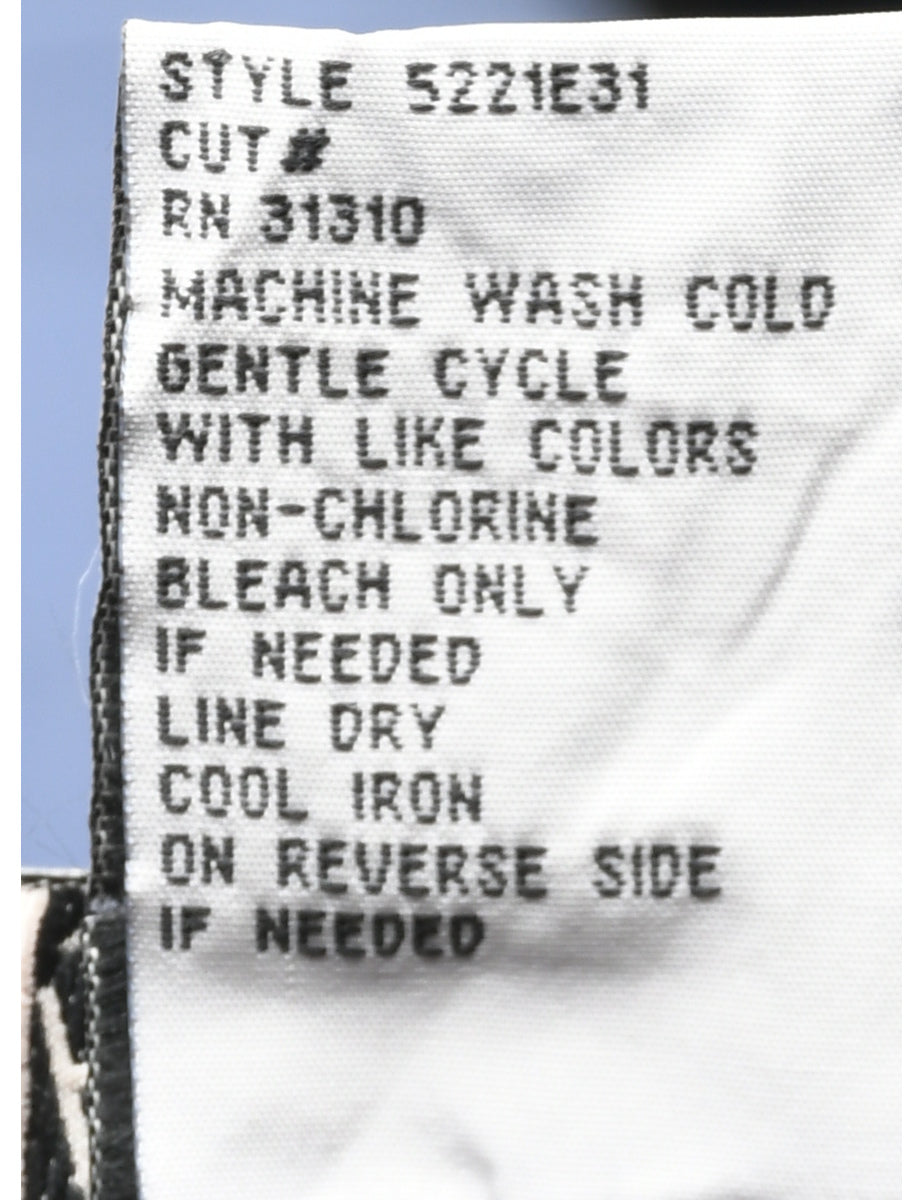 STYLE 5221E31
CUT#
RN 31310
MACHINE WASH COLD
GENTLE CYCLE
WITH LIKE COLORS
NON-CHLORINE
BLEACH ONLY
IF NEEDED
LINE DRY
COOL IRON
ON REVERSE SIDE
IF NEEDED